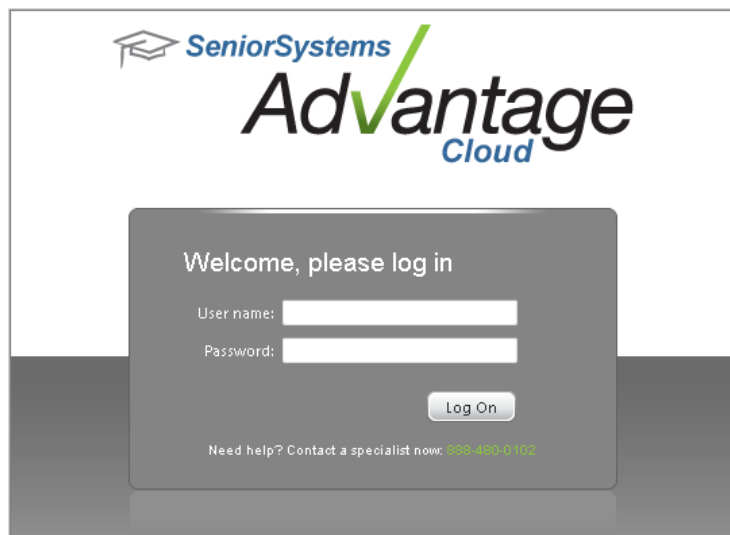 SeniorSystems
Advantage
Cloud
Welcome, please log in
User name:
Password:
Log On
Need help? Contact a specialist now: 888-480-0102